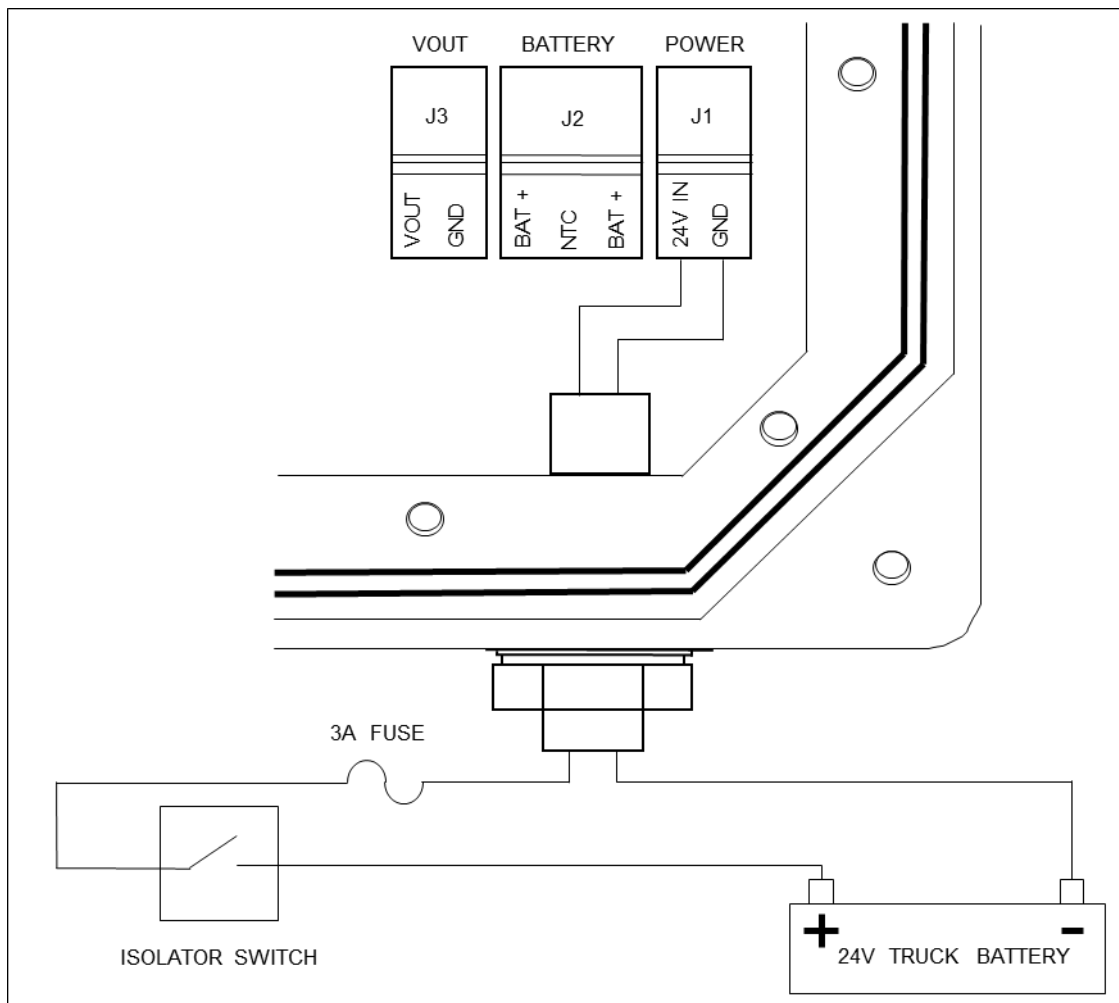 VOUT BATTERY POWER
J3 J2 J1
VOUT GND BAT + NTC BAT + 24V IN GND
3A FUSE
ISOLATOR SWITCH
+ -
24V TRUCK BATTERY